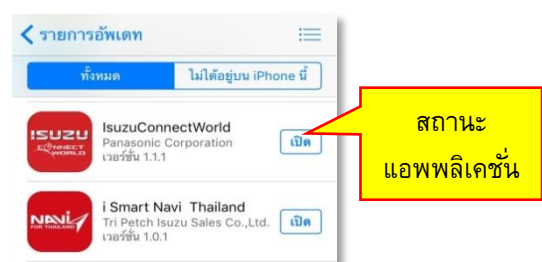 รายการอัพเดท
ทั้งหมด ไม่ได้อยู่บน iPhone นี้
ISUZU
CONNECT
WORLD
IsuzuConnectWorld
Panasonic Corporation
เวอร์ชั่น 1.1.1
เปิด
สถานะ
แอพพลิเคชั่น
NAVi
FOR THAILAND
i Smart Navi Thailand
Tri Petch Isuzu Sales Co.,Ltd.
เวอร์ชั่น 1.0.1
เปิด